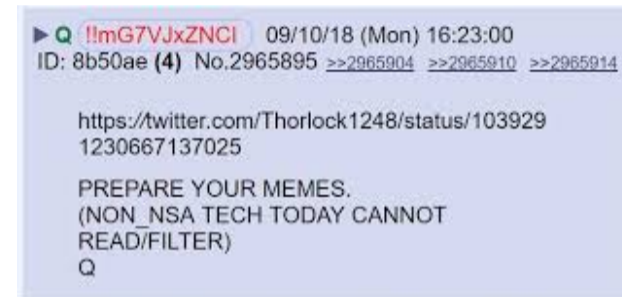 ▶ Q !!mG7VJxZNCI 09/10/18 (Mon) 16:23:00
ID: 8b50ae (4) No.2965895 >>2965904 >>2965910 >>2965914
https://twitter.com/Thorlock1248/status/103929
1230667137025
PREPARE YOUR MEMES.
(NON_NSA TECH TODAY CANNOT
READ/FILTER)
Q